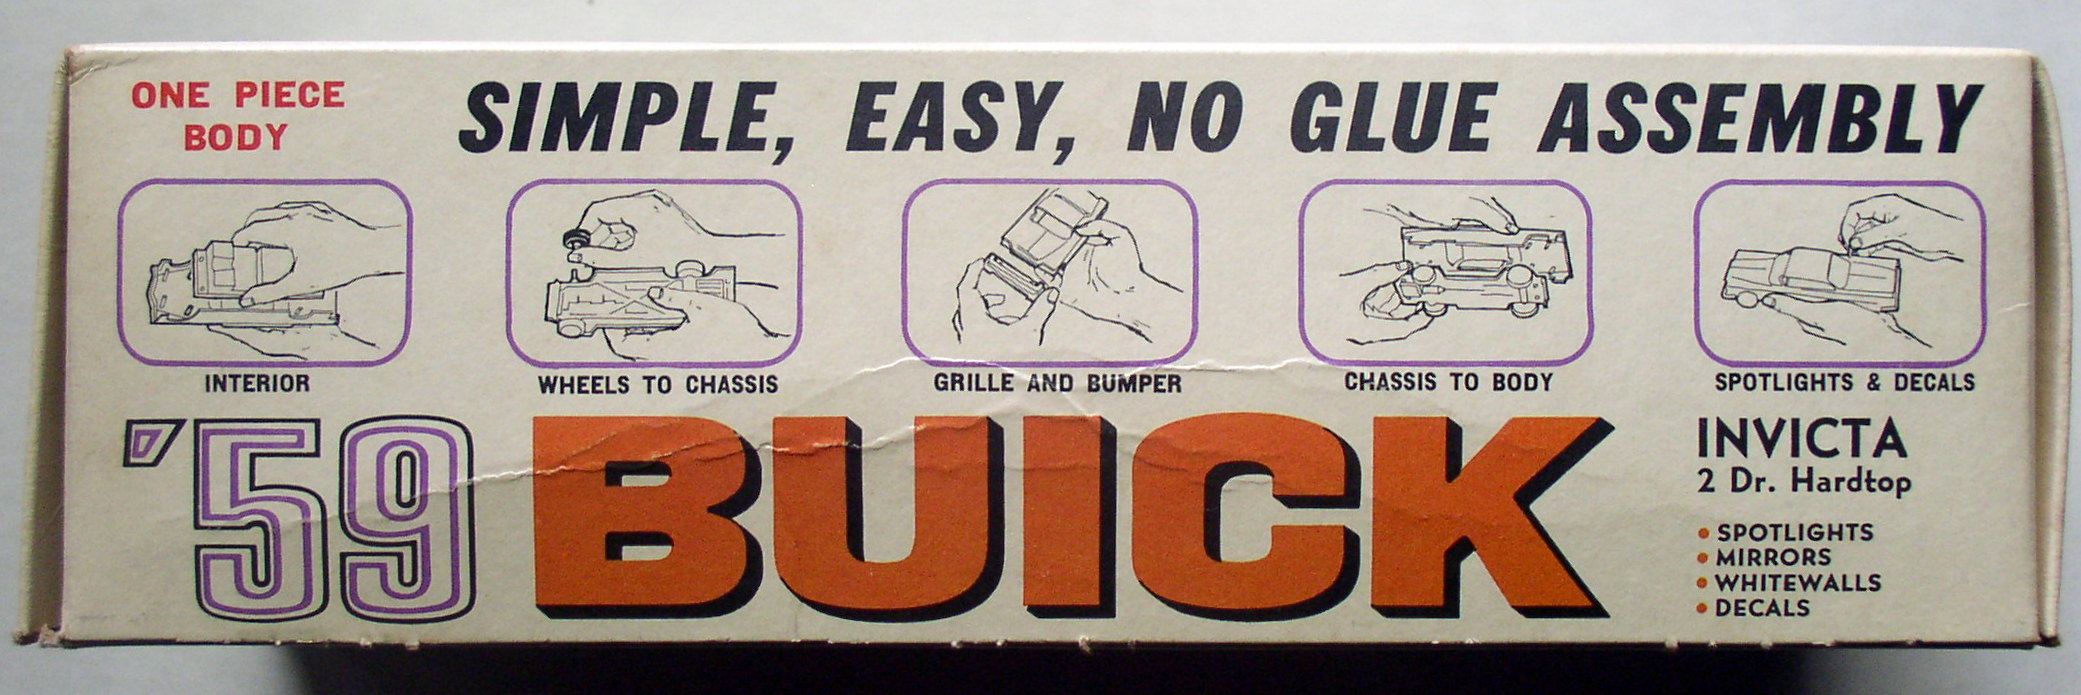 ONE PIECE
BODY
SIMPLE, EASY, NO GLUE ASSEMBLY
INTERIOR
WHEELS TO CHASSIS
GRILLE AND BUMPER
CHASSIS TO BODY
SPOTLIGHTS & DECALS
'59 BUICK
INVICTA
2 Dr. Hardtop
• SPOTLIGHTS
• MIRRORS
• WHITEWALLS
• DECALS